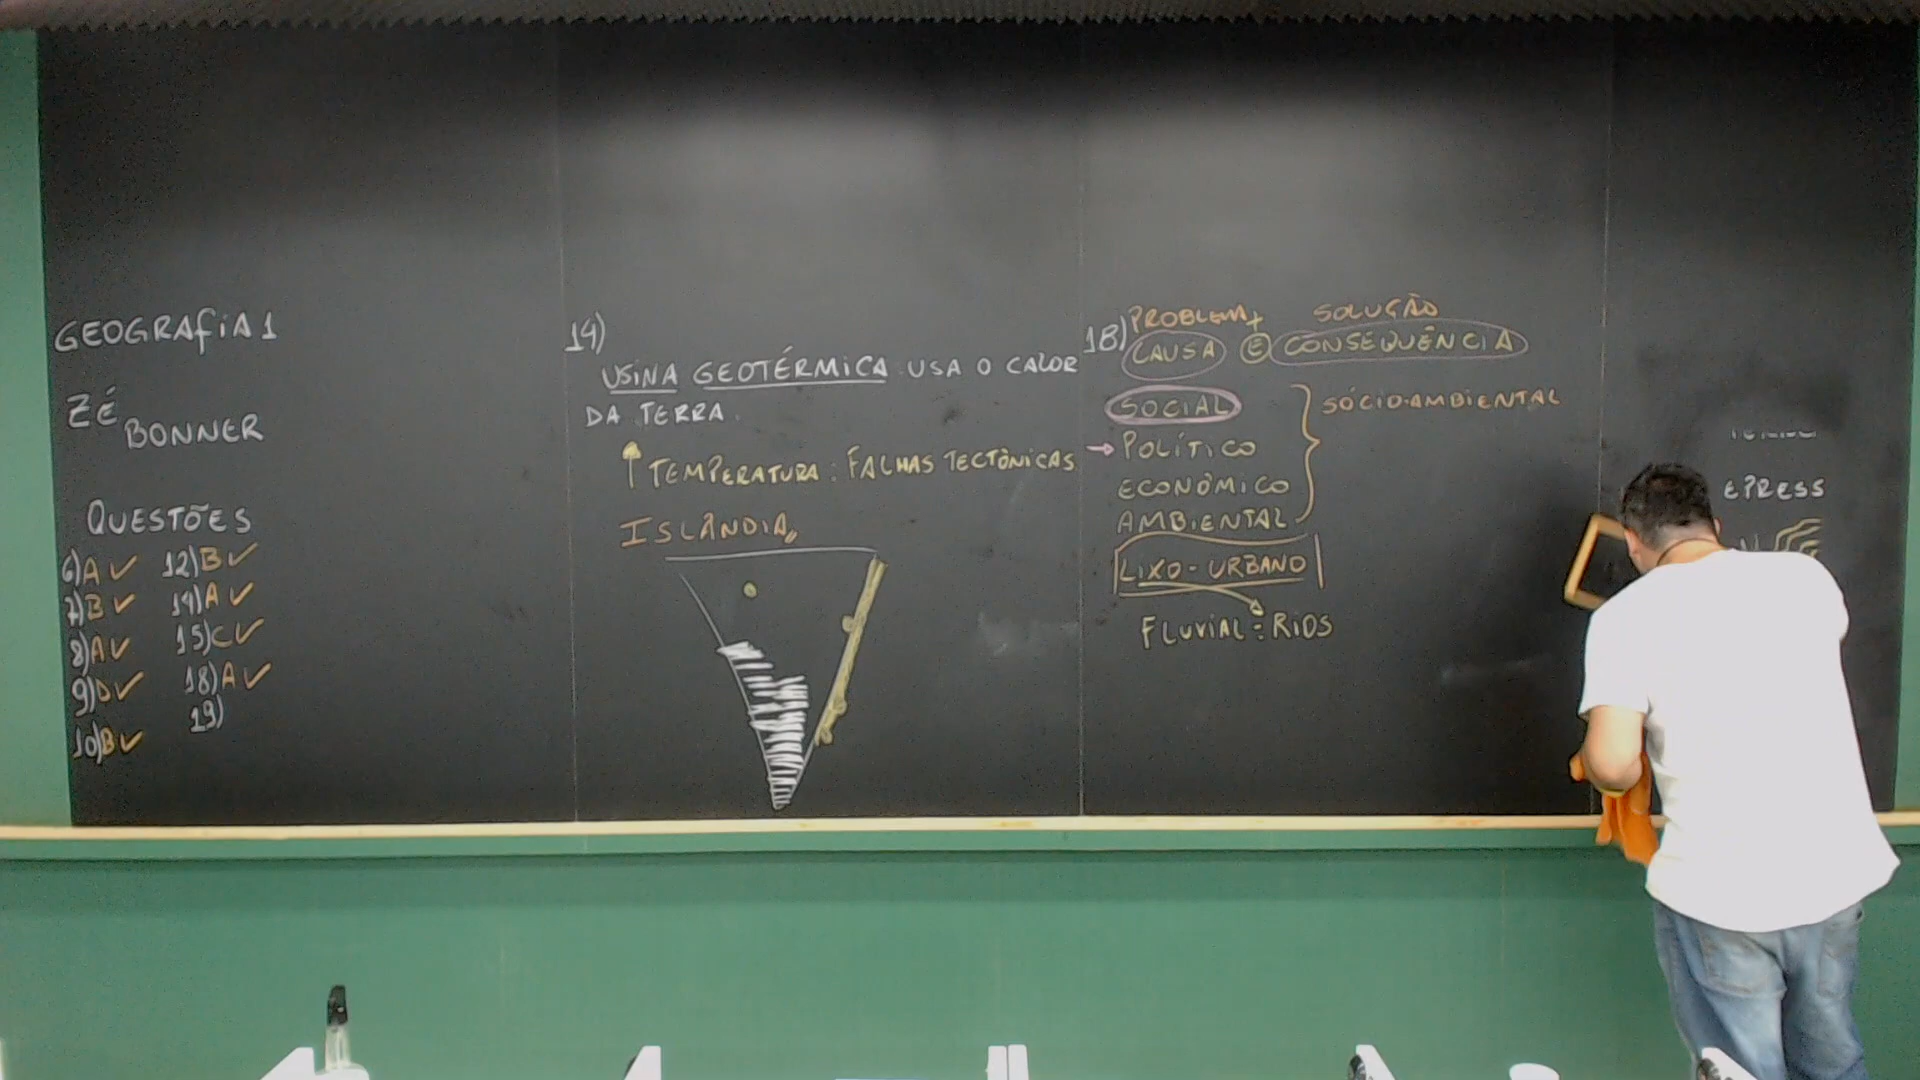 GEOGRAFIA 1
ZÉ
BONNER
QUESTÕES
6)A ✓ 12)B ✓
7)B ✓ 14)A ✓
8)A ✓ 15)C ✓
9)D ✓ 18)A ✓
10)B ✓ 19)
14)
USINA GEOTÉRMICA: USA O CALOR
DA TERRA.
↑ TEMPERATURA: FALHAS TECTÔNICAS
ISLÂNDIA
18) PROBLEMA + SOLUÇÃO
CAUSA E CONSEQUÊNCIA
SOCIAL
SÓCIO-AMBIENTAL
→ POLÍTICO
ECONÔMICO
AMBIENTAL
LIXO-URBANO
FLUVIAL = RIOS
EPRESS